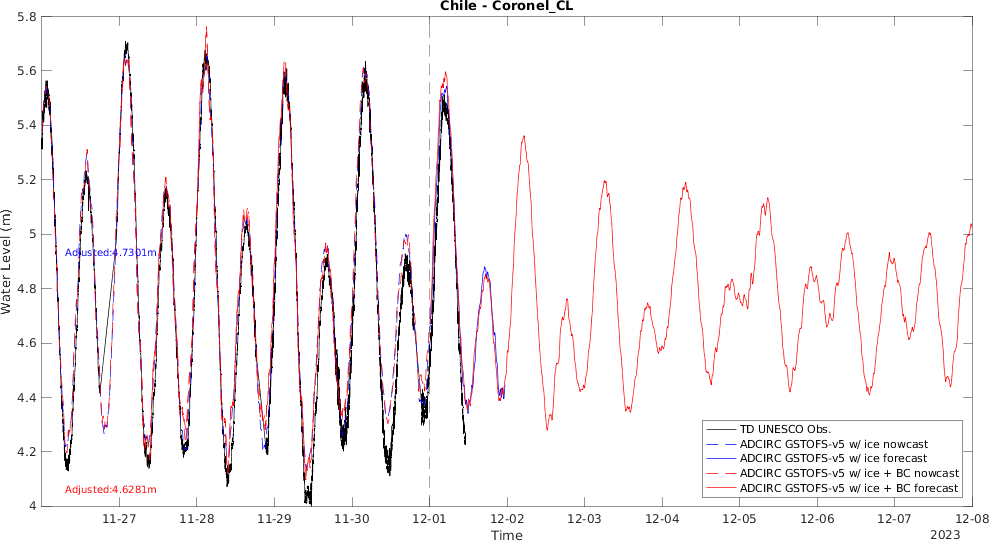 Chile - Coronel_CL
5.8
5.6
5.4
5.2
5
4.8
4.6
4.4
4.2
4
Water Level (m)
Adjusted:4.7301m
Adjusted:4.6281m
TD UNESCO Obs.
ADCIRC GSTOFS-v5 w/ ice nowcast
ADCIRC GSTOFS-v5 w/ ice forecast
ADCIRC GSTOFS-v5 w/ ice + BC nowcast
ADCIRC GSTOFS-v5 w/ ice + BC forecast
11-27 11-28 11-29 11-30 12-01 12-02 12-03 12-04 12-05 12-06 12-07 12-08
Time
2023